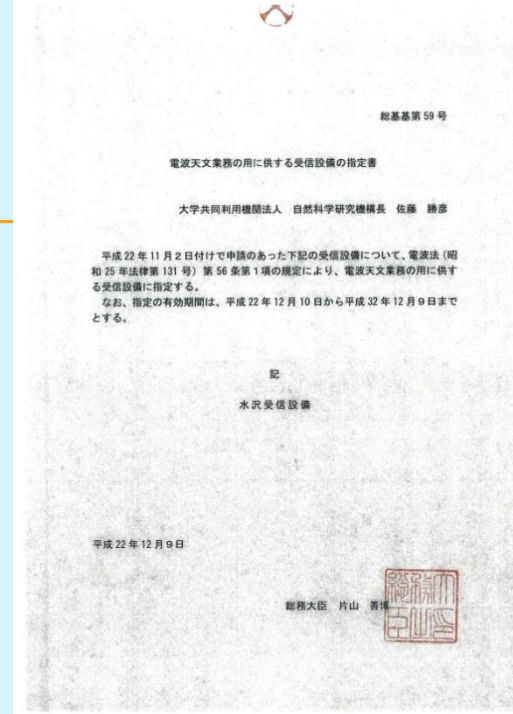 総基基第 59 号
電波天文業務の用に供する受信設備の指定書
大学共同利用機関法人 自然科学研究機構長 佐藤 勝彦
平成 22 年 11 月 2 日付けで申請のあった下記の受信設備について、電波法（昭
和 25 年法律第 131 号）第 56 条第 1 項の規定により、電波天文業務の用に供す
る受信設備に指定する。
なお、指定の有効期間は、平成 22 年 12 月 10 日から平成 32 年 12 月 9 日まで
とする。
記
水沢受信設備
平成 22 年 12 月 9 日
総務大臣 片山 善博
総務大臣之印